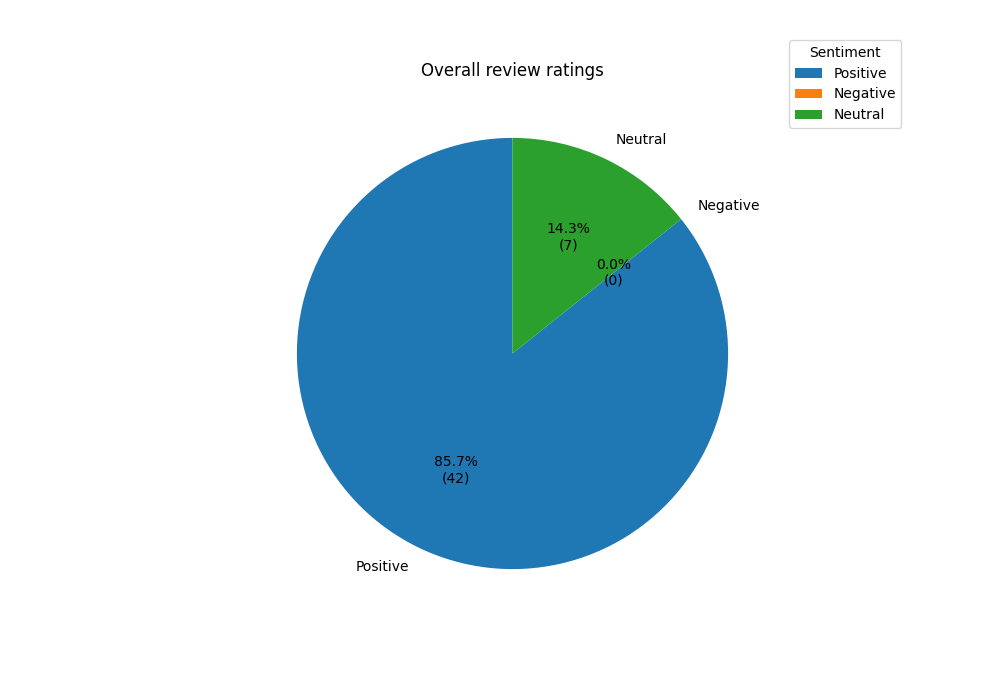 Overall review ratings
Sentiment
Positive
Negative
Neutral
Neutral
Negative
14.3%
(7)
0.0%
(0)
85.7%
(42)
Positive